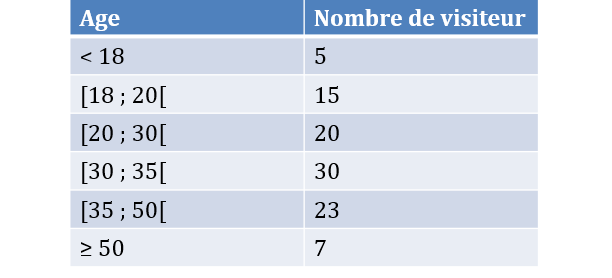 Age Nombre de visiteur
< 18 5
[18 ; 20[ 15
[20 ; 30[ 20
[30 ; 35[ 30
[35 ; 50[ 23
≥ 50 7